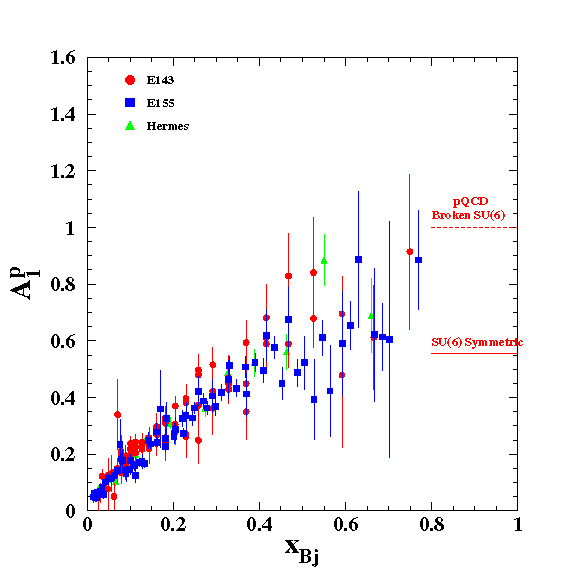 1.6
E143
E155
Hermes
1.4
1.2
pQCD
Broken SU(6)
1
0.8
A₁ᵖ
0.6
SU(6) Symmetric
0.4
0.2
0
0 0.2 0.4 0.6 0.8 1
x_Bj